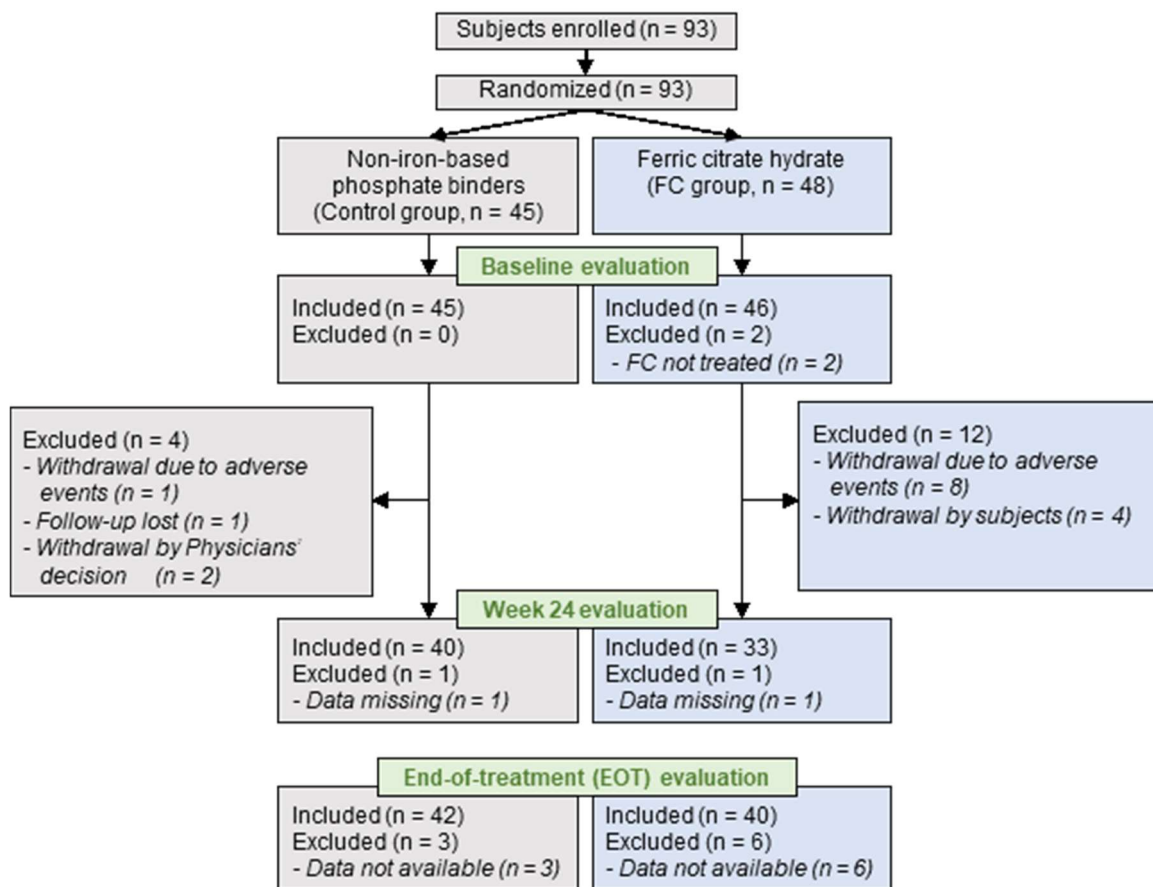 Subjects enrolled (n = 93)
Randomized (n = 93)
Non-iron-based
phosphate binders
(Control group, n = 45)
Ferric citrate hydrate
(FC group, n = 48)
Baseline evaluation
Included (n = 45)
Excluded (n = 0)
Included (n = 46)
Excluded (n = 2)
- FC not treated (n = 2)
Excluded (n = 4)
- Withdrawal due to adverse
events (n = 1)
- Follow-up lost (n = 1)
- Withdrawal by Physicians'
decision (n = 2)
Excluded (n = 12)
- Withdrawal due to adverse
events (n = 8)
- Withdrawal by subjects (n = 4)
Week 24 evaluation
Included (n = 40)
Excluded (n = 1)
- Data missing (n = 1)
Included (n = 33)
Excluded (n = 1)
- Data missing (n = 1)
End-of-treatment (EOT) evaluation
Included (n = 42)
Excluded (n = 3)
- Data not available (n = 3)
Included (n = 40)
Excluded (n = 6)
- Data not available (n = 6)